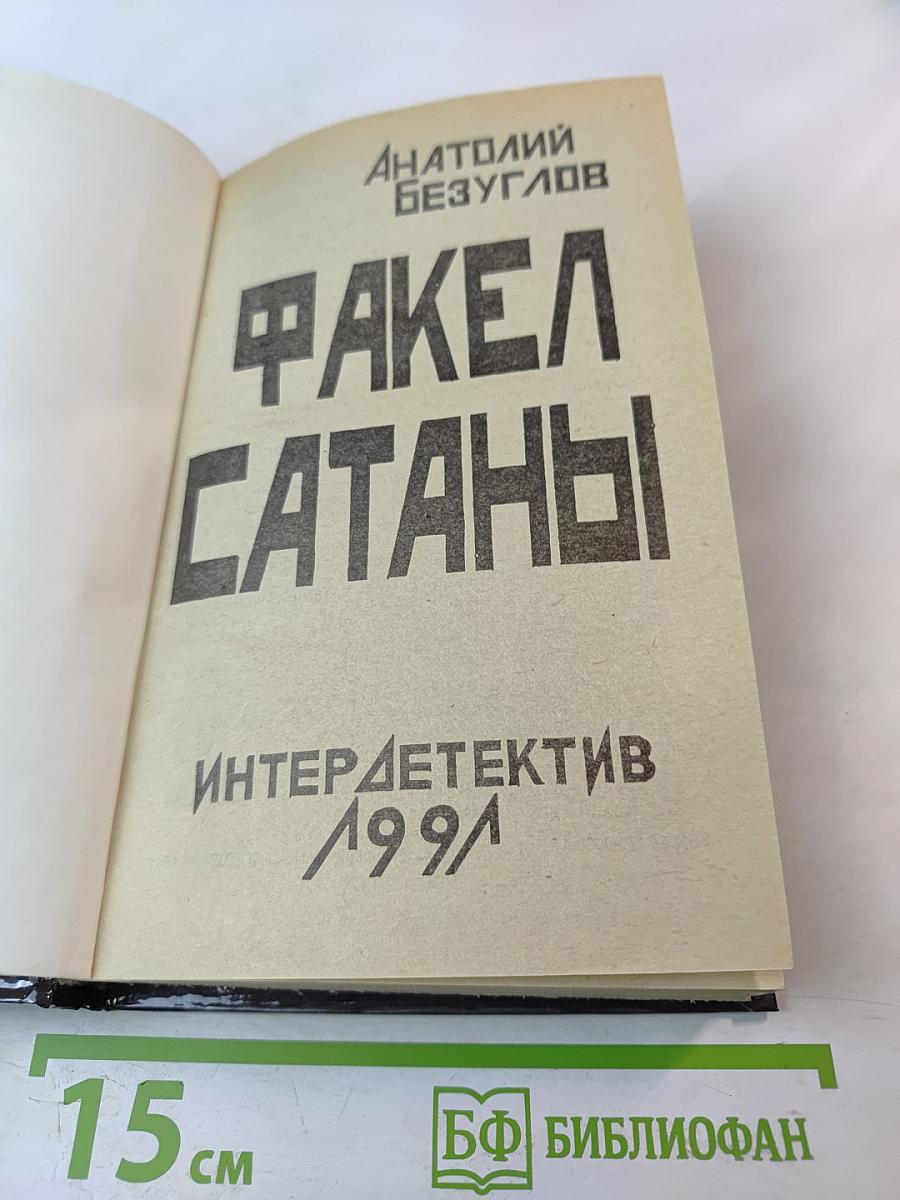 Анатолий
Безуглов
ФАКЕЛ
САТАНЫ
ИНТЕРДЕТЕКТИВ
1991
15 см
БФ БИБЛИОФАН